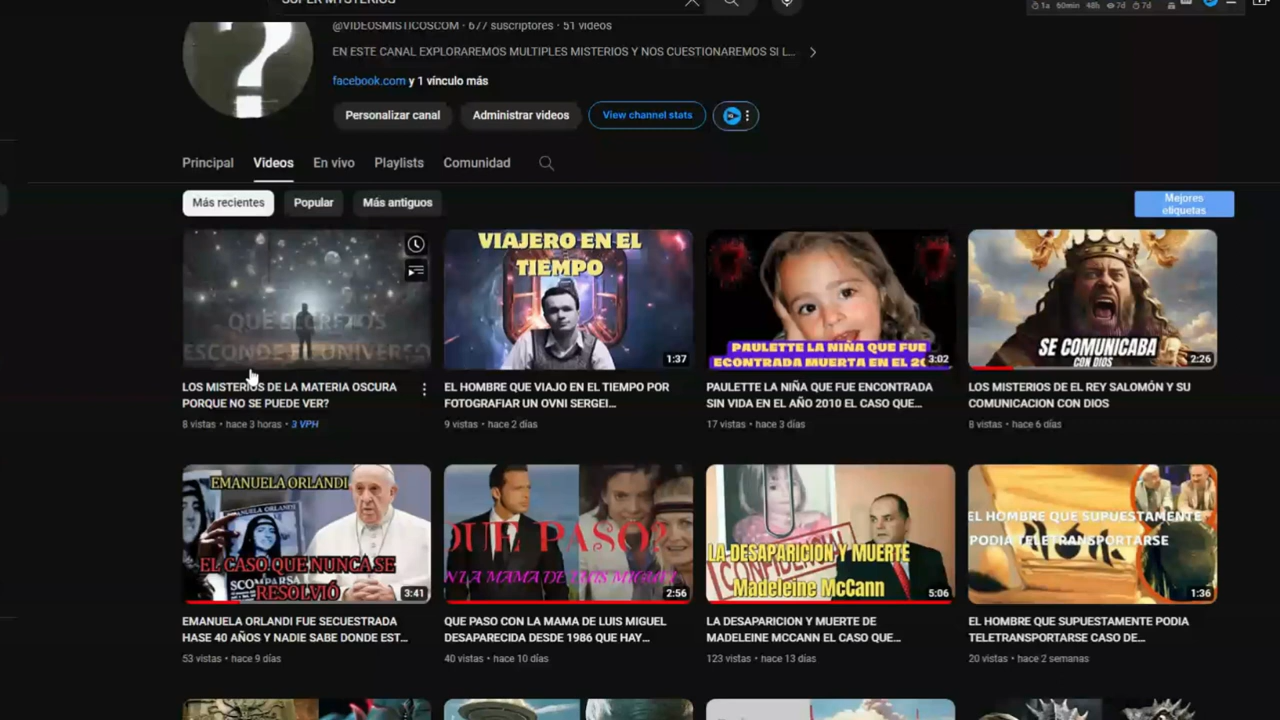 SUPER MYSTERIOS
@VIDEOSMISTICOSCOM · 677 suscriptores · 51 videos
EN ESTE CANAL EXPLORAREMOS MULTIPLES MISTERIOS Y NOS CUESTIONAREMOS SI L...
facebook.com y 1 vínculo más
Personalizar canal
Administrar videos
View channel stats
Principal
Videos
En vivo
Playlists
Comunidad
Más recientes
Popular
Más antiguos
Mejores
etiquetas
QUE SECRETOS
ESCONDE EL UNIVERSO
VIAJERO EN EL
TIEMPO
1:37
PAULETTE LA NIÑA QUE FUE
3:02
SE COMUNICABA
CON DIOS
2:26
LOS MISTERIOS DE LA MATERIA OSCURA
PORQUE NO SE PUEDE VER?
8 vistas · hace 3 horas · 3 VPH
EL HOMBRE QUE VIAJO EN EL TIEMPO POR
FOTOGRAFIAR UN OVNI SERGEI...
9 vistas · hace 2 días
PAULETTE LA NIÑA QUE FUE ENCONTRADA
SIN VIDA EN EL AÑO 2010 EL CASO QUE...
17 vistas · hace 3 días
LOS MISTERIOS DE EL REY SALOMÓN Y SU
COMUNICACION CON DIOS
8 vistas · hace 6 días
EMANUELA ORLANDI
EL CASO QUE NUNCA SE
RESOLVIÓ
3:41
QUE PASO?
2:56
LA DESAPARICION Y MUERTE
Madeleine McCann
5:06
EL HOMBRE QUE SUPUESTAMENTE
PODIA TELETRANSPORTARSE
1:36
EMANUELA ORLANDI FUE SECUESTRADA
HASE 40 AÑOS Y NADIE SABE DONDE EST...
53 vistas · hace 9 días
QUE PASO CON LA MAMA DE LUIS MIGUEL
DESAPARECIDA DESDE 1986 QUE HAY...
40 vistas · hace 10 días
LA DESAPARICION Y MUERTE DE
MADELEINE MCCANN EL CASO QUE...
123 vistas · hace 13 días
EL HOMBRE QUE SUPUESTAMENTE PODIA
TELETRANSPORTARSE CASO DE...
20 vistas · hace 2 semanas